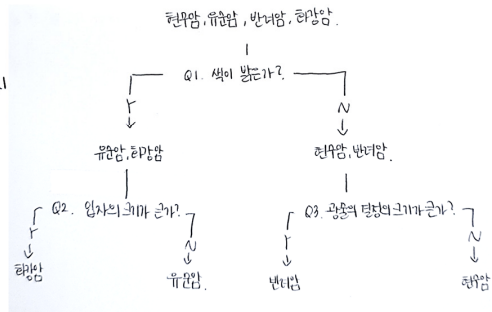 현무암, 유문암, 반려암, 화강암.
Q1. 색이 밝은가?
Y
N
유문암, 화강암
현무암, 반려암.
Q2. 입자의 크기가 큰가?
Q3. 광물의 결정의 크기가 큰가?
Y
N
Y
N
화강암
유문암.
반려암
현무암